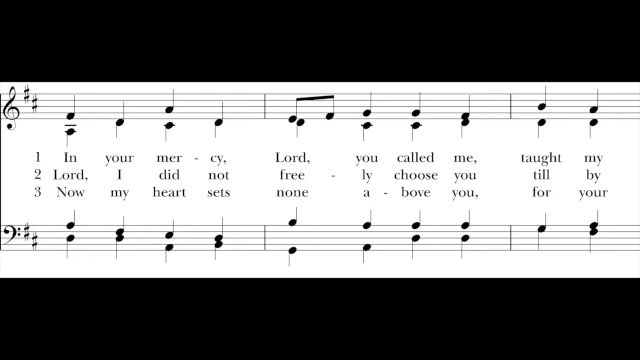 1 In your mer - cy, Lord, you called me, taught my
2 Lord, I did not free - ly choose you till by
3 Now my heart sets none a - bove you, for your